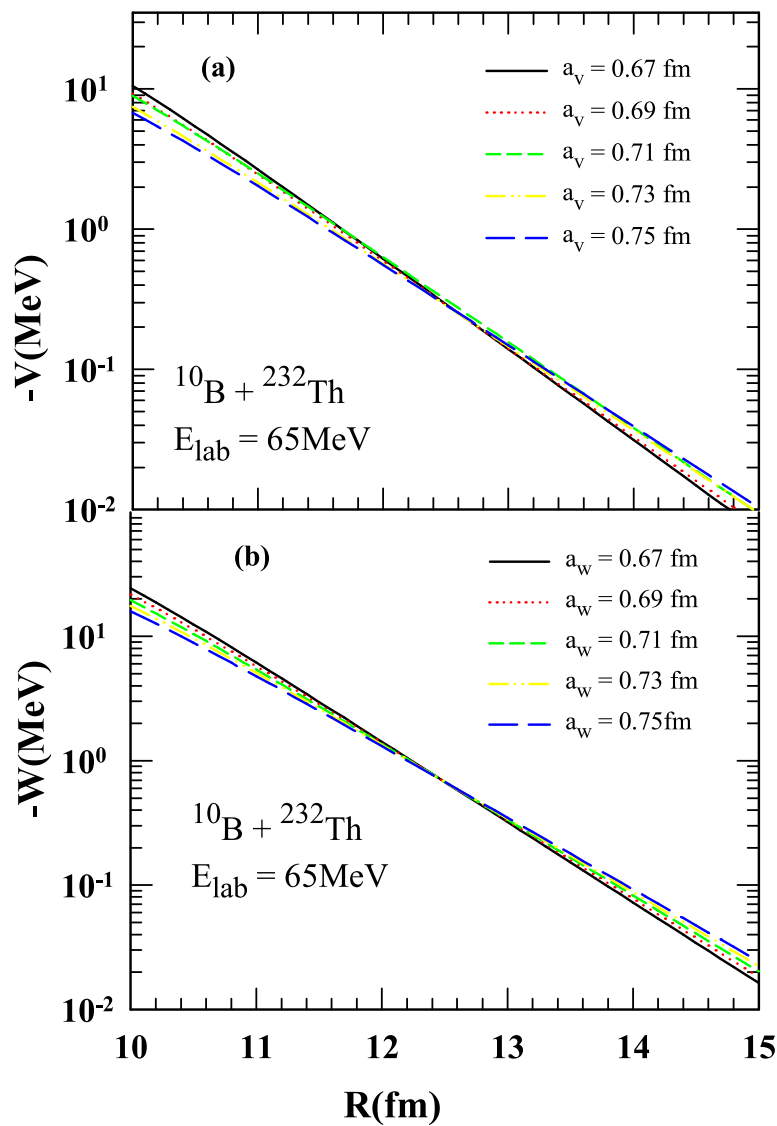 (a)
a_v = 0.67 fm
a_v = 0.69 fm
a_v = 0.71 fm
a_v = 0.73 fm
a_v = 0.75 fm
10^1
10^0
10^-1
10^-2
-V(MeV)
^10B + ^232Th
E_lab = 65MeV
(b)
a_w = 0.67 fm
a_w = 0.69 fm
a_w = 0.71 fm
a_w = 0.73 fm
a_w = 0.75fm
10^1
10^0
10^-1
10^-2
-W(MeV)
^10B + ^232Th
E_lab = 65MeV
10 11 12 13 14 15
R(fm)